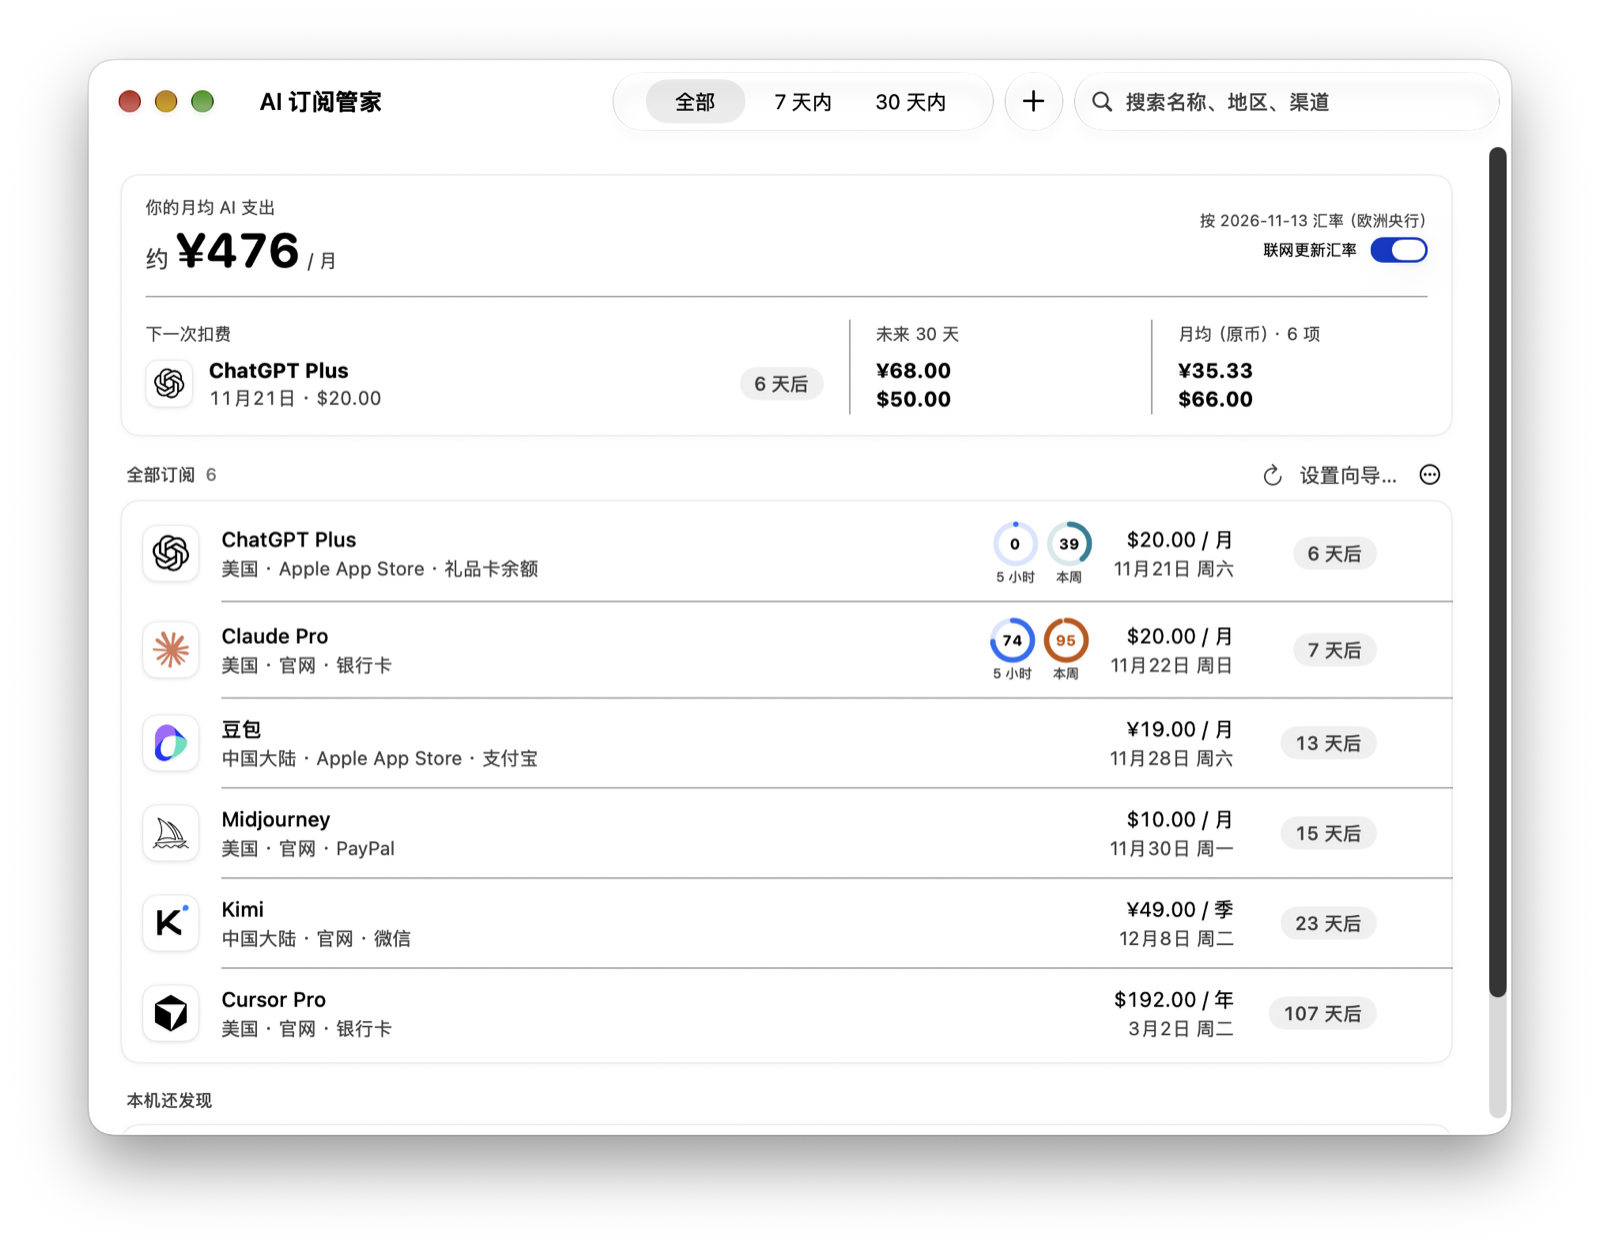 AI 订阅管家
全部 7 天内 30 天内
搜索名称、地区、渠道
你的月均 AI 支出
约 ¥476 / 月
按 2026-11-13 汇率 (欧洲央行)
联网更新汇率
下一次扣费
ChatGPT Plus
11月21日 · $20.00
6 天后
未来 30 天
¥68.00
$50.00
月均 (原币) · 6 项
¥35.33
$66.00
全部订阅 6
设置向导...
ChatGPT Plus
美国 · Apple App Store · 礼品卡余额
0
5 小时
39
本周
$20.00 / 月
11月21日 周六
6 天后
Claude Pro
美国 · 官网 · 银行卡
74
5 小时
95
本周
$20.00 / 月
11月22日 周日
7 天后
豆包
中国大陆 · Apple App Store · 支付宝
¥19.00 / 月
11月28日 周六
13 天后
Midjourney
美国 · 官网 · PayPal
$10.00 / 月
11月30日 周一
15 天后
Kimi
中国大陆 · 官网 · 微信
¥49.00 / 季
12月8日 周二
23 天后
Cursor Pro
美国 · 官网 · 银行卡
$192.00 / 年
3月2日 周二
107 天后
本机还发现